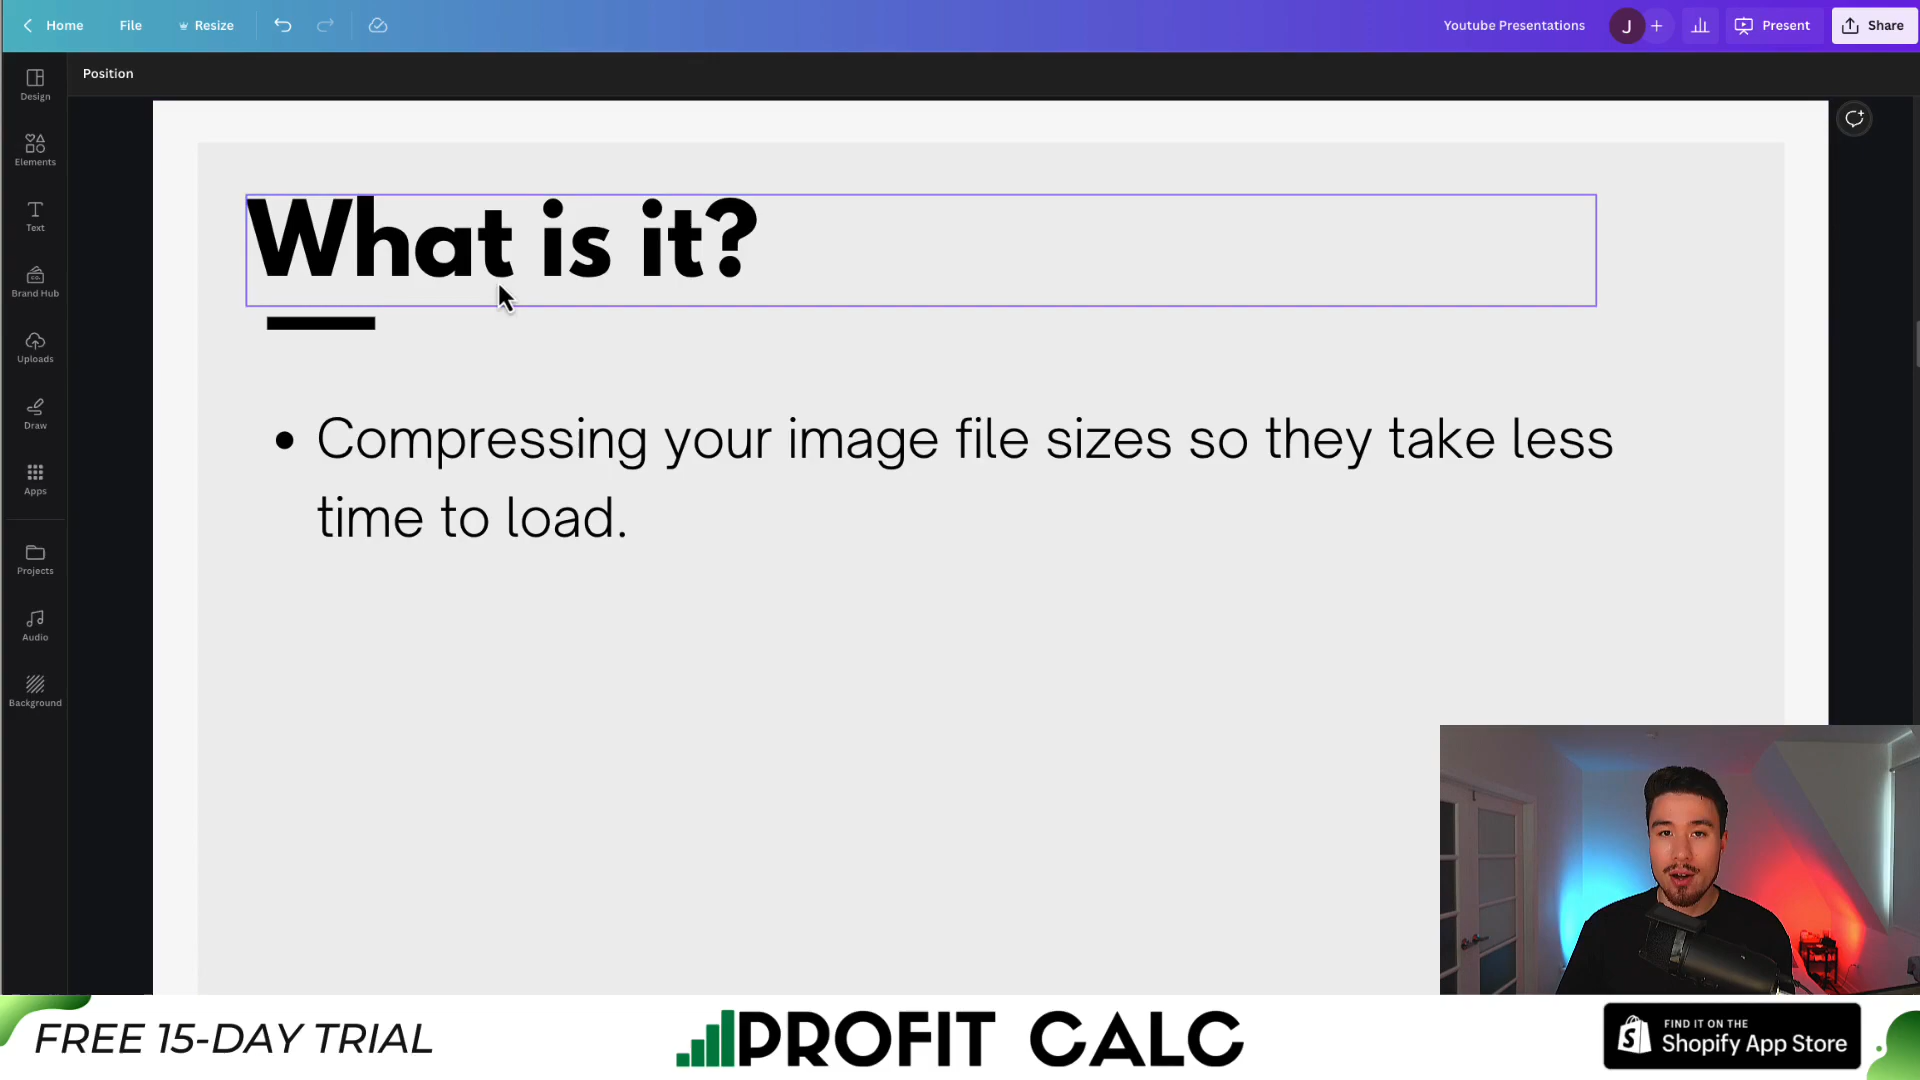 Home File Resize Youtube Presentations J + Present Share
Position
Design
Elements
Text
Brand Hub
Uploads
Draw
Apps
Projects
Audio
Background
What is it?
• Compressing your image file sizes so they take less
time to load.
FREE 15-DAY TRIAL
PROFIT CALC
FIND IT ON THE
Shopify App Store